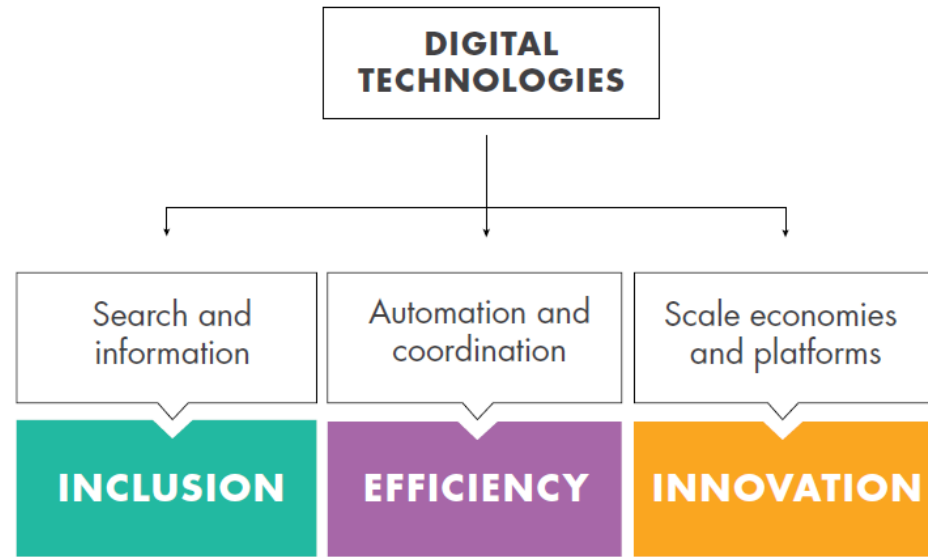 DIGITAL
TECHNOLOGIES
Search and
information
Automation and
coordination
Scale economies
and platforms
INCLUSION
EFFICIENCY
INNOVATION